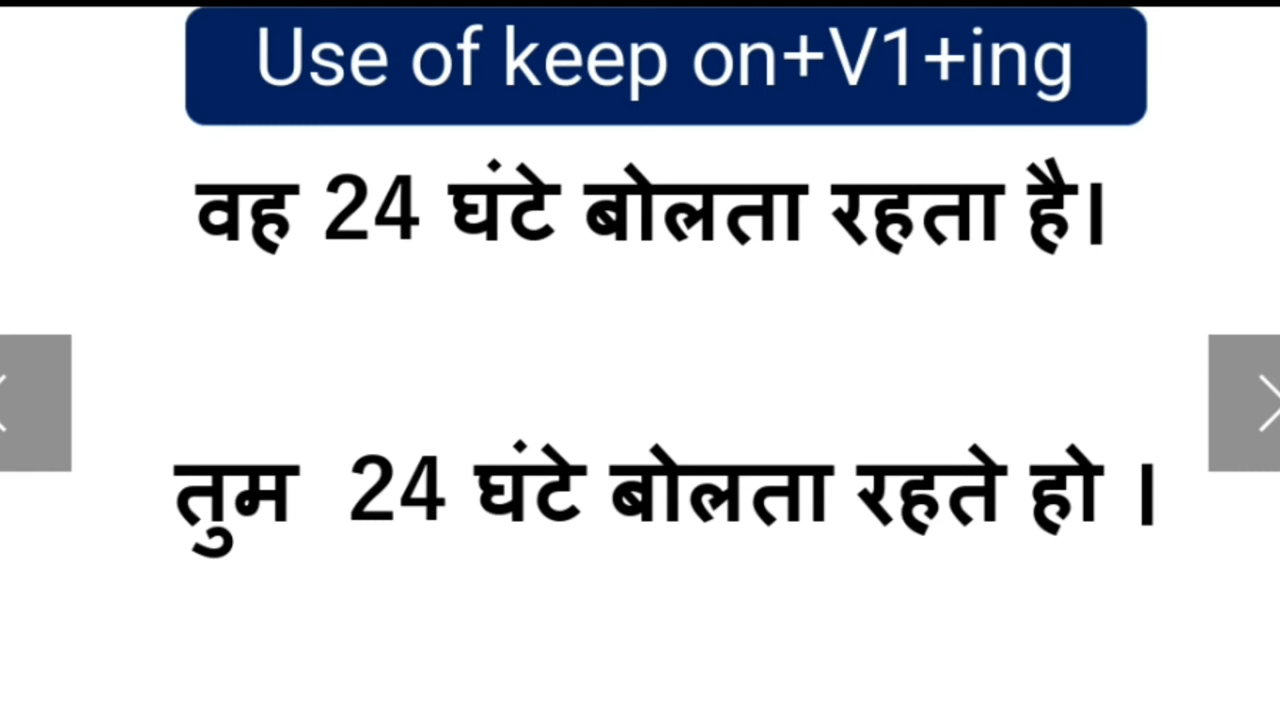 Use of keep on+V1+ing
वह 24 घंटे बोलता रहता है।
तुम 24 घंटे बोलता रहते हो ।